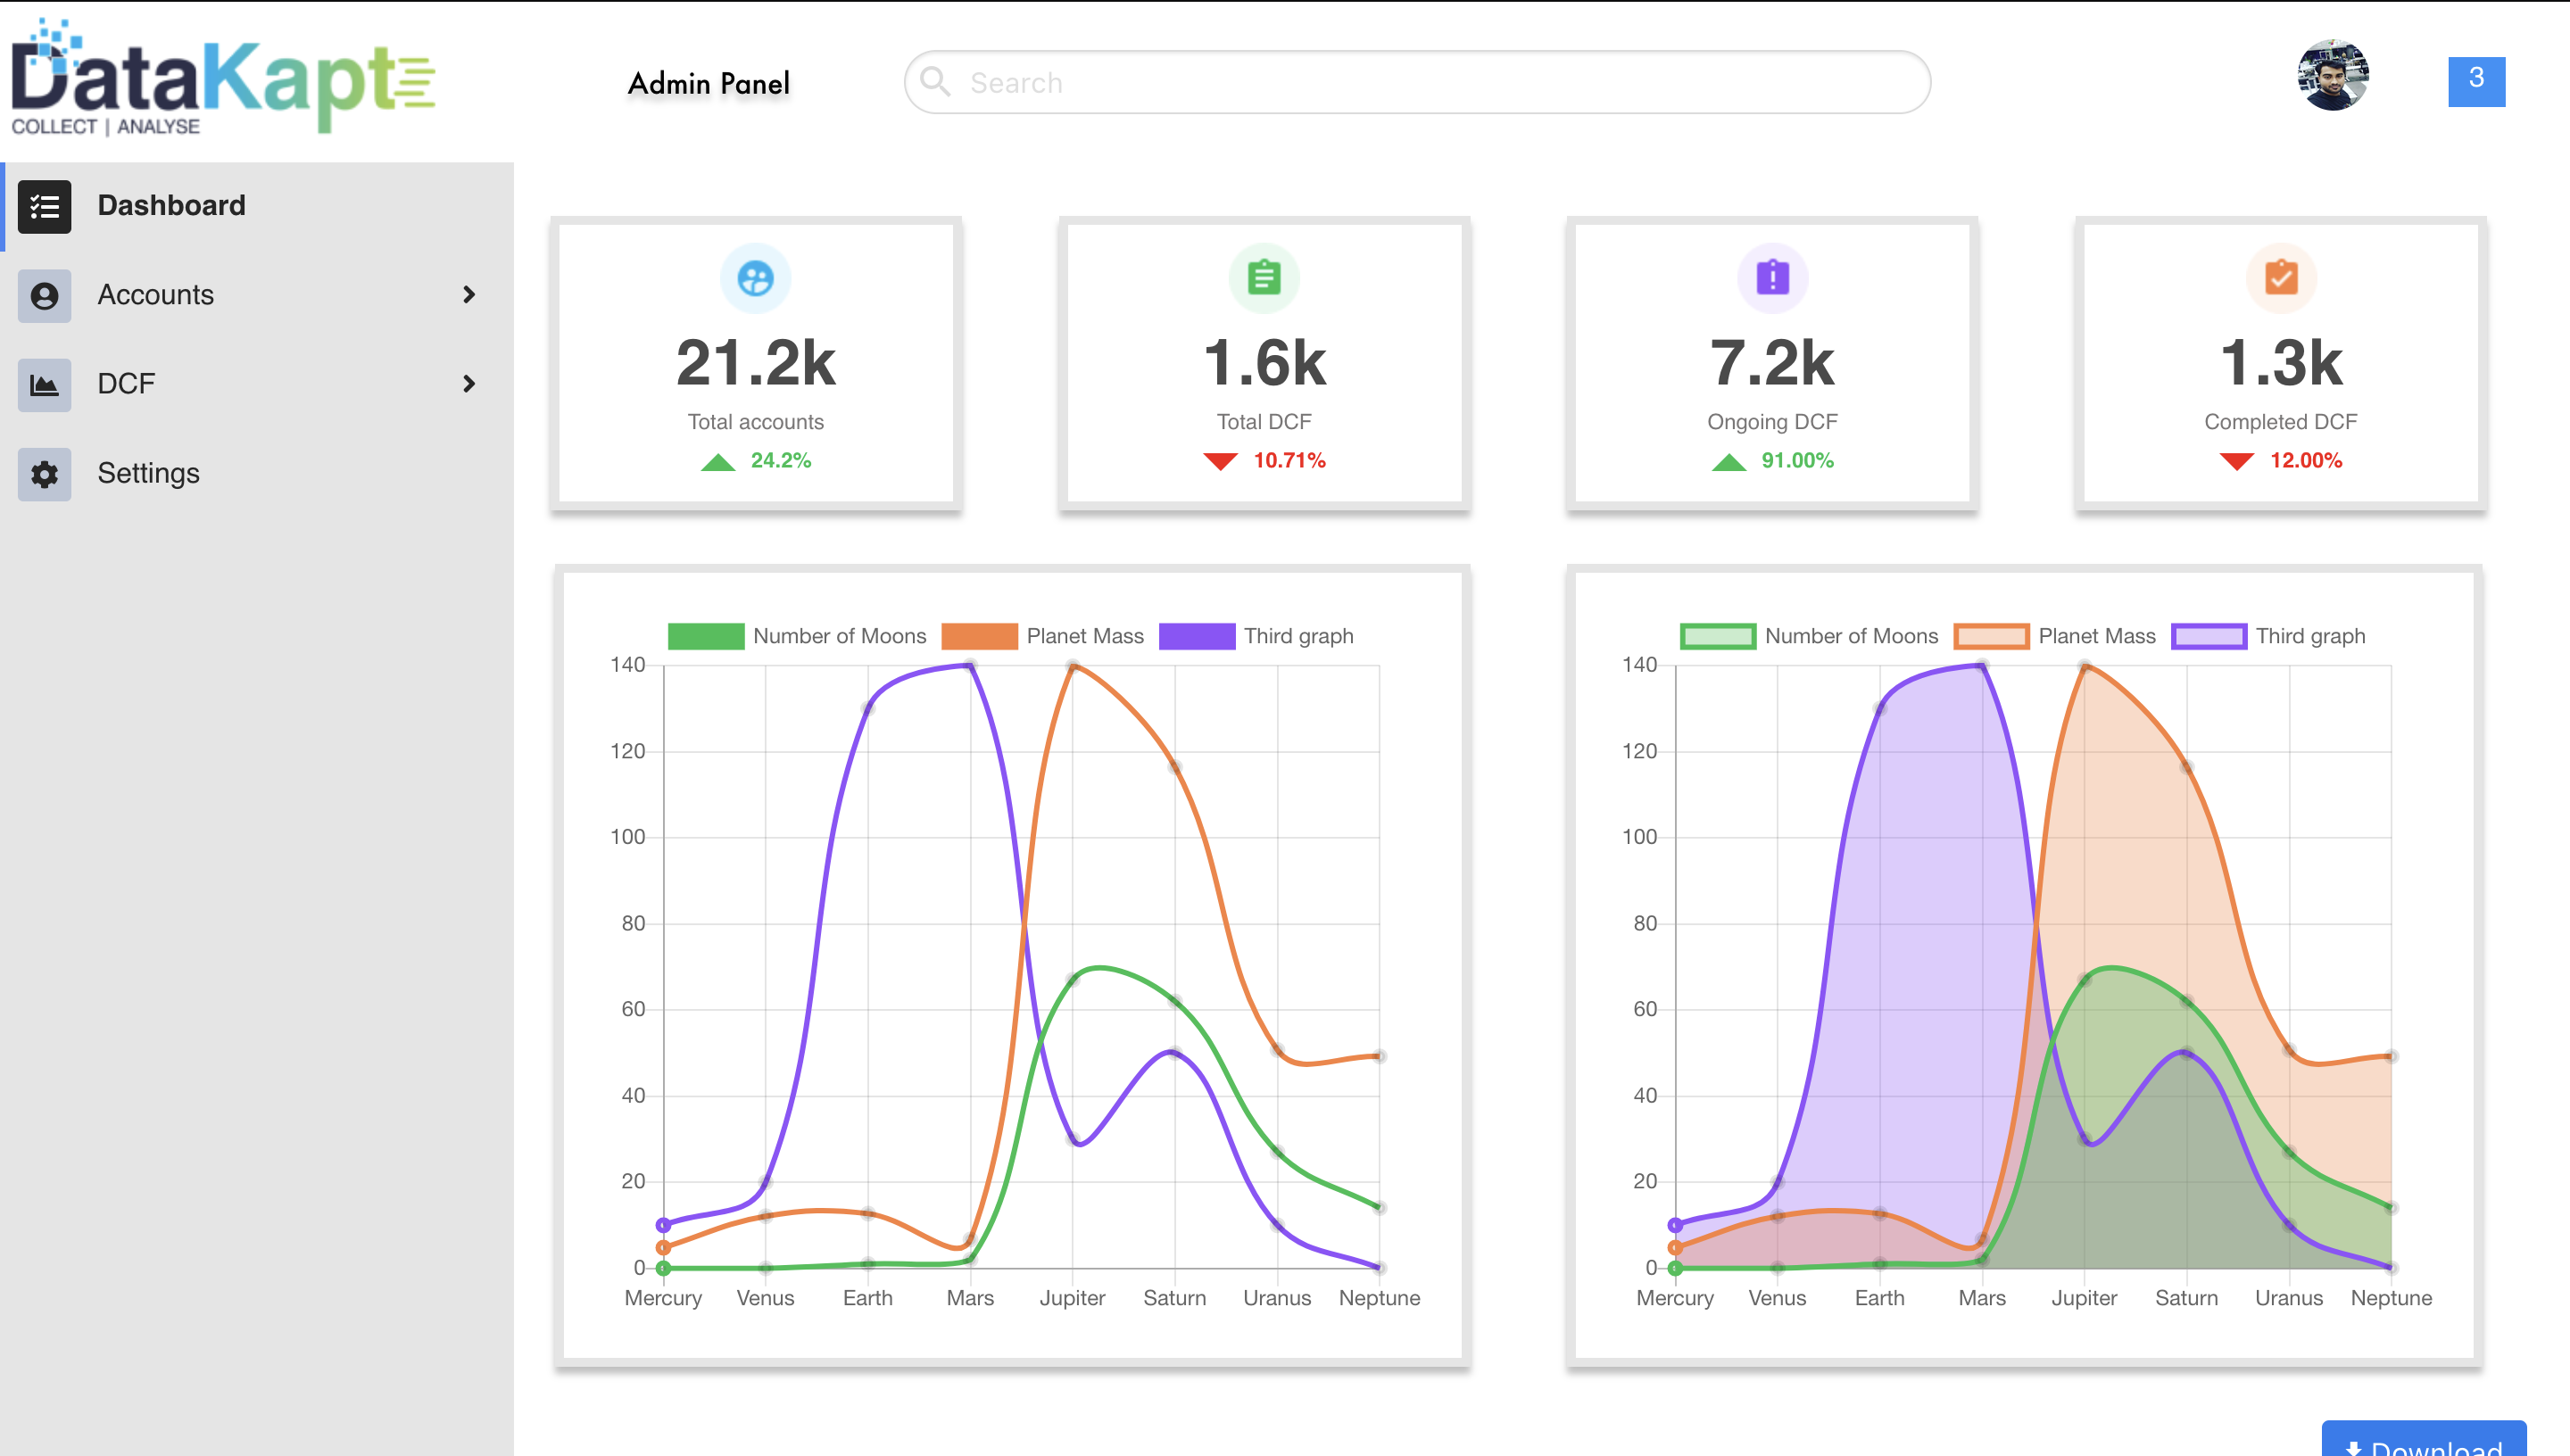 DataKapt
COLLECT | ANALYSE
Admin Panel
Search
3
Dashboard
Accounts
DCF
Settings
21.2k
Total accounts
24.2%
1.6k
Total DCF
10.71%
7.2k
Ongoing DCF
91.00%
1.3k
Completed DCF
12.00%
Number of Moons Planet Mass Third graph
140
120
100
80
60
40
20
0
Mercury Venus Earth Mars Jupiter Saturn Uranus Neptune
Number of Moons Planet Mass Third graph
140
120
100
80
60
40
20
0
Mercury Venus Earth Mars Jupiter Saturn Uranus Neptune
Download